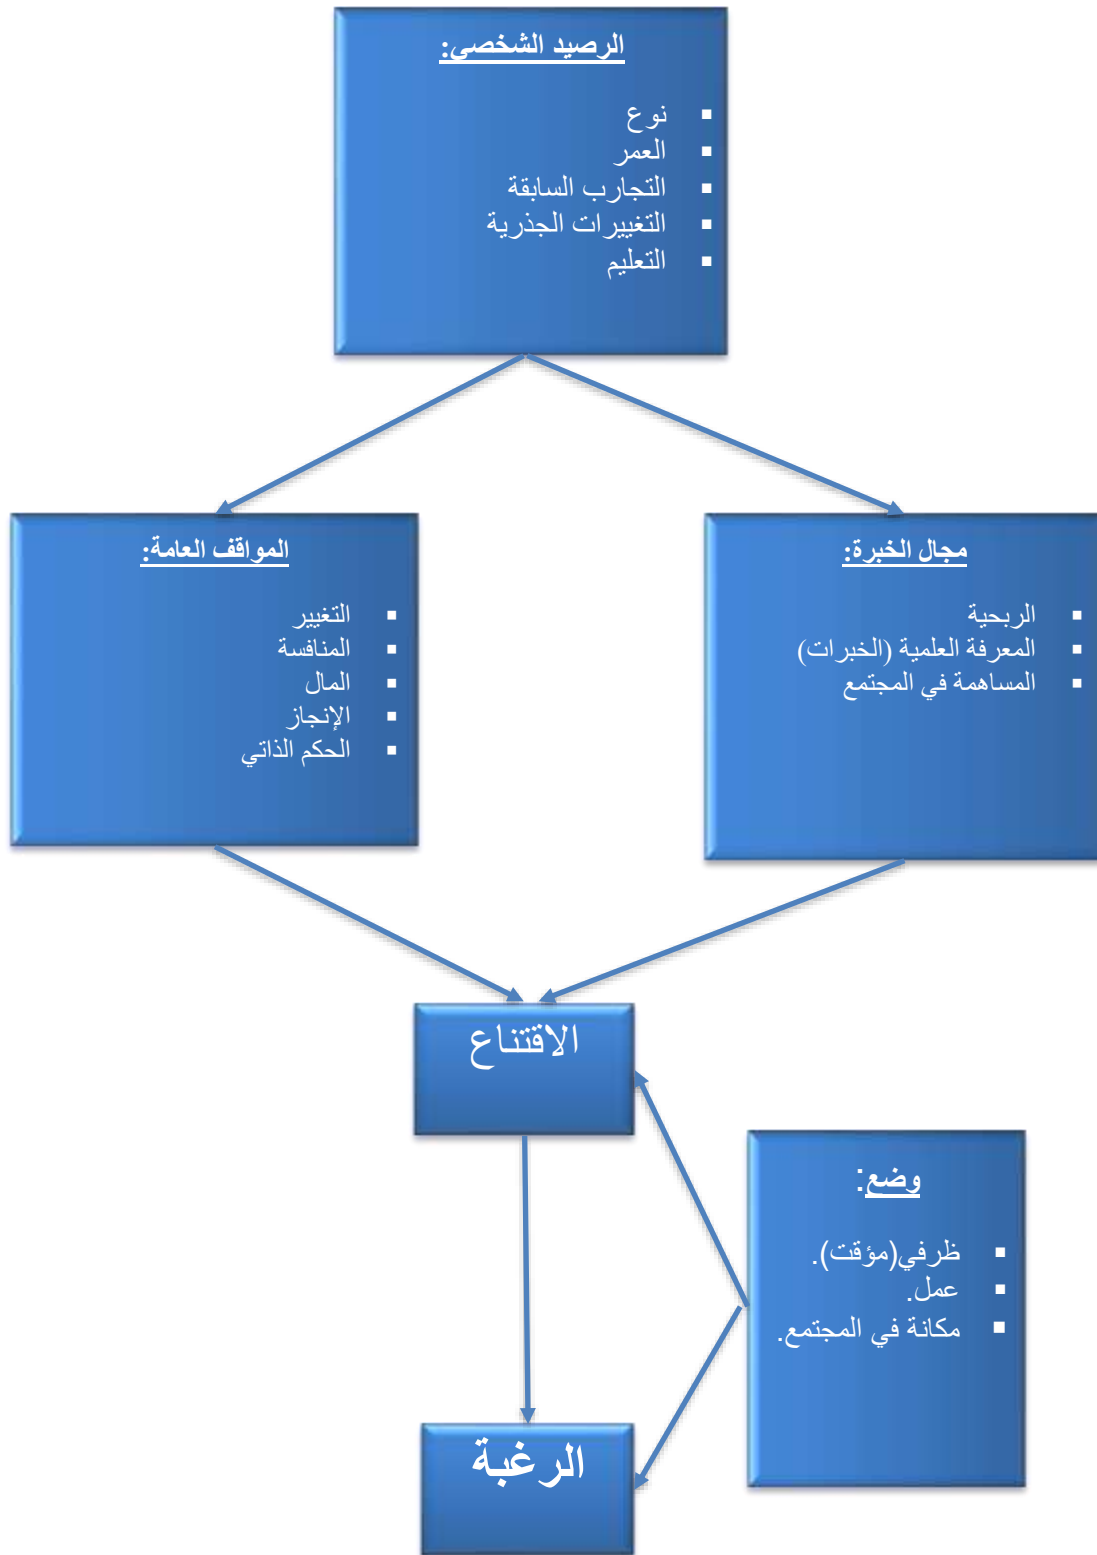 الرصيد الشخصي:
▪ نوع
▪ العمر
▪ التجارب السابقة
▪ التغييرات الجذرية
▪ التعليم
مجال الخبرة:
▪ الربحية
▪ المعرفة العلمية (الخبرات)
▪ المساهمة في المجتمع
المواقف العامة:
▪ التغيير
▪ المنافسة
▪ المال
▪ الإنجاز
▪ الحكم الذاتي
الاقتناع
وضع:
▪ ظرفي(مؤقت).
▪ عمل.
▪ مكانة في المجتمع.
الرغبة